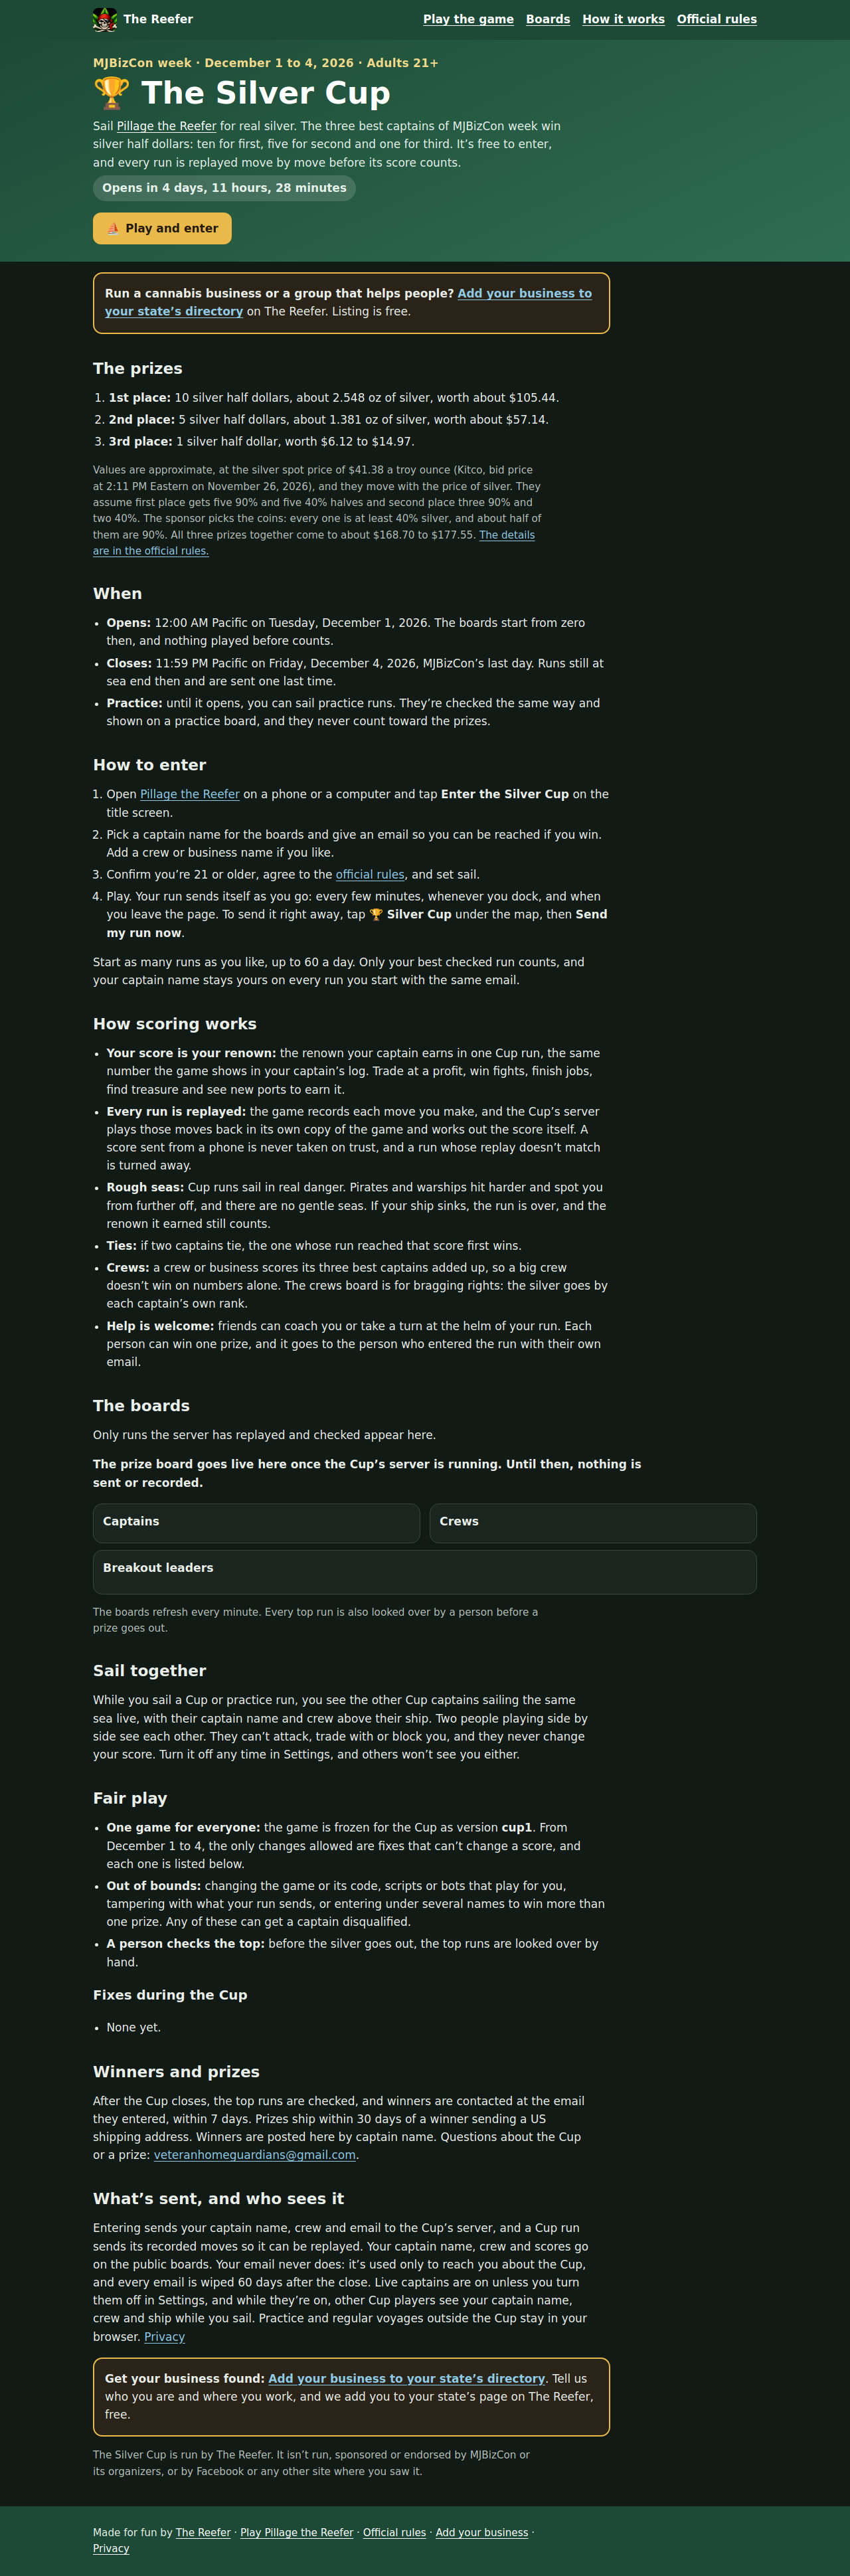 The Reefer
Play the game Boards How it works Official rules
MJBizCon week · December 1 to 4, 2026 · Adults 21+
🏆 The Silver Cup
Sail Pillage the Reefer for real silver. The three best captains of MJBizCon week win
silver half dollars: ten for first, five for second and one for third. It’s free to enter,
and every run is replayed move by move before its score counts.
Opens in 4 days, 11 hours, 28 minutes
⛵ Play and enter
Run a cannabis business or a group that helps people? Add your business to
your state’s directory on The Reefer. Listing is free.
The prizes
1. 1st place: 10 silver half dollars, about 2.548 oz of silver, worth about $105.44.
2. 2nd place: 5 silver half dollars, about 1.381 oz of silver, worth about $57.14.
3. 3rd place: 1 silver half dollar, worth $6.12 to $14.97.
Values are approximate, at the silver spot price of $41.38 a troy ounce (Kitco, bid price
at 2:11 PM Eastern on November 26, 2026), and they move with the price of silver. They
assume first place gets five 90% and five 40% halves and second place three 90% and
two 40%. The sponsor picks the coins: every one is at least 40% silver, and about half of
them are 90%. All three prizes together come to about $168.70 to $177.55. The details
are in the official rules.
When
• Opens: 12:00 AM Pacific on Tuesday, December 1, 2026. The boards start from zero
then, and nothing played before counts.
• Closes: 11:59 PM Pacific on Friday, December 4, 2026, MJBizCon’s last day. Runs still at
sea end then and are sent one last time.
• Practice: until it opens, you can sail practice runs. They’re checked the same way and
shown on a practice board, and they never count toward the prizes.
How to enter
1. Open Pillage the Reefer on a phone or a computer and tap Enter the Silver Cup on the
title screen.
2. Pick a captain name for the boards and give an email so you can be reached if you win.
Add a crew or business name if you like.
3. Confirm you’re 21 or older, agree to the official rules, and set sail.
4. Play. Your run sends itself as you go: every few minutes, whenever you dock, and when
you leave the page. To send it right away, tap 🏆 Silver Cup under the map, then Send
my run now.
Start as many runs as you like, up to 60 a day. Only your best checked run counts, and
your captain name stays yours on every run you start with the same email.
How scoring works
• Your score is your renown: the renown your captain earns in one Cup run, the same
number the game shows in your captain’s log. Trade at a profit, win fights, finish jobs,
find treasure and see new ports to earn it.
• Every run is replayed: the game records each move you make, and the Cup’s server
plays those moves back in its own copy of the game and works out the score itself. A
score sent from a phone is never taken on trust, and a run whose replay doesn’t match
is turned away.
• Rough seas: Cup runs sail in real danger. Pirates and warships hit harder and spot you
from further off, and there are no gentle seas. If your ship sinks, the run is over, and the
renown it earned still counts.
• Ties: if two captains tie, the one whose run reached that score first wins.
• Crews: a crew or business scores its three best captains added up, so a big crew
doesn’t win on numbers alone. The crews board is for bragging rights: the silver goes by
each captain’s own rank.
• Help is welcome: friends can coach you or take a turn at the helm of your run. Each
person can win one prize, and it goes to the person who entered the run with their own
email.
The boards
Only runs the server has replayed and checked appear here.
The prize board goes live here once the Cup’s server is running. Until then, nothing is
sent or recorded.
Captains
Crews
Breakout leaders
The boards refresh every minute. Every top run is also looked over by a person before a
prize goes out.
Sail together
While you sail a Cup or practice run, you see the other Cup captains sailing the same
sea live, with their captain name and crew above their ship. Two people playing side by
side see each other. They can’t attack, trade with or block you, and they never change
your score. Turn it off any time in Settings, and others won’t see you either.
Fair play
• One game for everyone: the game is frozen for the Cup as version cup1. From
December 1 to 4, the only changes allowed are fixes that can’t change a score, and
each one is listed below.
• Out of bounds: changing the game or its code, scripts or bots that play for you,
tampering with what your run sends, or entering under several names to win more than
one prize. Any of these can get a captain disqualified.
• A person checks the top: before the silver goes out, the top runs are looked over by
hand.
Fixes during the Cup
• None yet.
Winners and prizes
After the Cup closes, the top runs are checked, and winners are contacted at the email
they entered, within 7 days. Prizes ship within 30 days of a winner sending a US
shipping address. Winners are posted here by captain name. Questions about the Cup
or a prize: veteranhomeguardians@gmail.com.
What’s sent, and who sees it
Entering sends your captain name, crew and email to the Cup’s server, and a Cup run
sends its recorded moves so it can be replayed. Your captain name, crew and scores go
on the public boards. Your email never does: it’s used only to reach you about the Cup,
and every email is wiped 60 days after the close. Live captains are on unless you turn
them off in Settings, and while they’re on, other Cup players see your captain name,
crew and ship while you sail. Practice and regular voyages outside the Cup stay in your
browser. Privacy
Get your business found: Add your business to your state’s directory. Tell us
who you are and where you work, and we add you to your state’s page on The Reefer,
free.
The Silver Cup is run by The Reefer. It isn’t run, sponsored or endorsed by MJBizCon or
its organizers, or by Facebook or any other site where you saw it.
Made for fun by The Reefer · Play Pillage the Reefer · Official rules · Add your business ·
Privacy